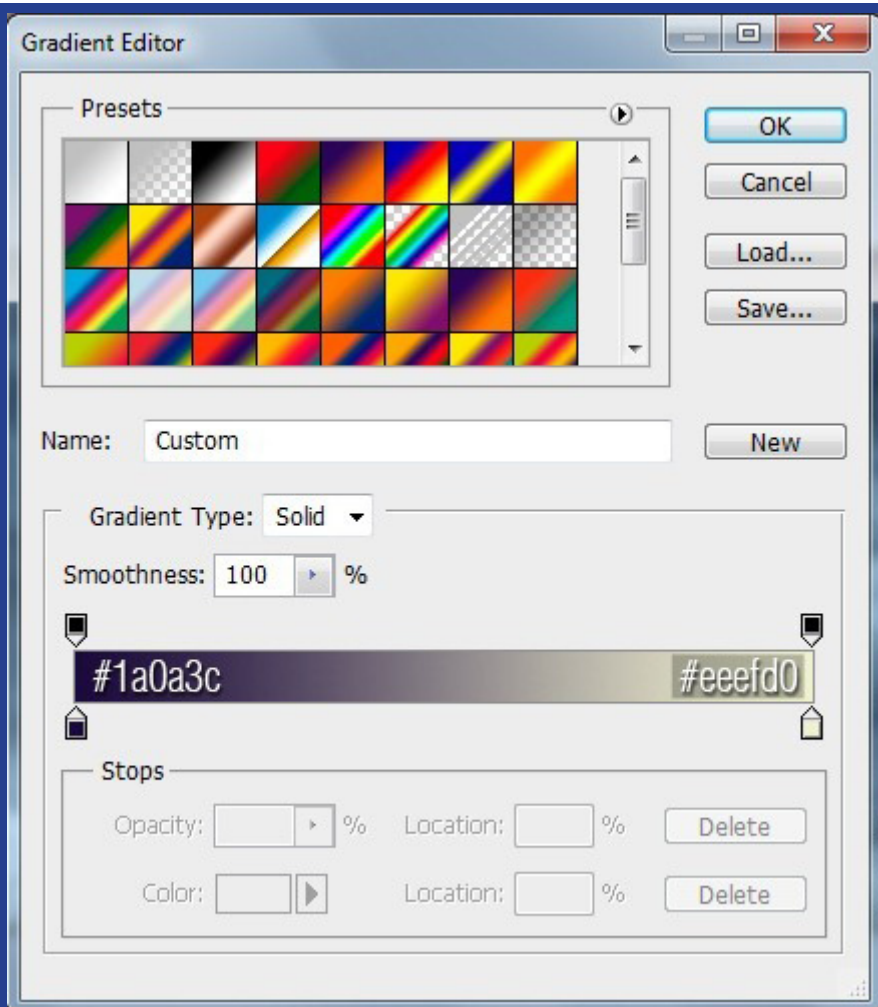 Gradient Editor
Presets
OK
Cancel
Load...
Save...
Name: Custom New
Gradient Type: Solid
Smoothness: 100 %
#1a0a3c #eeefd0
Stops
Opacity: % Location: % Delete
Color: Location: % Delete